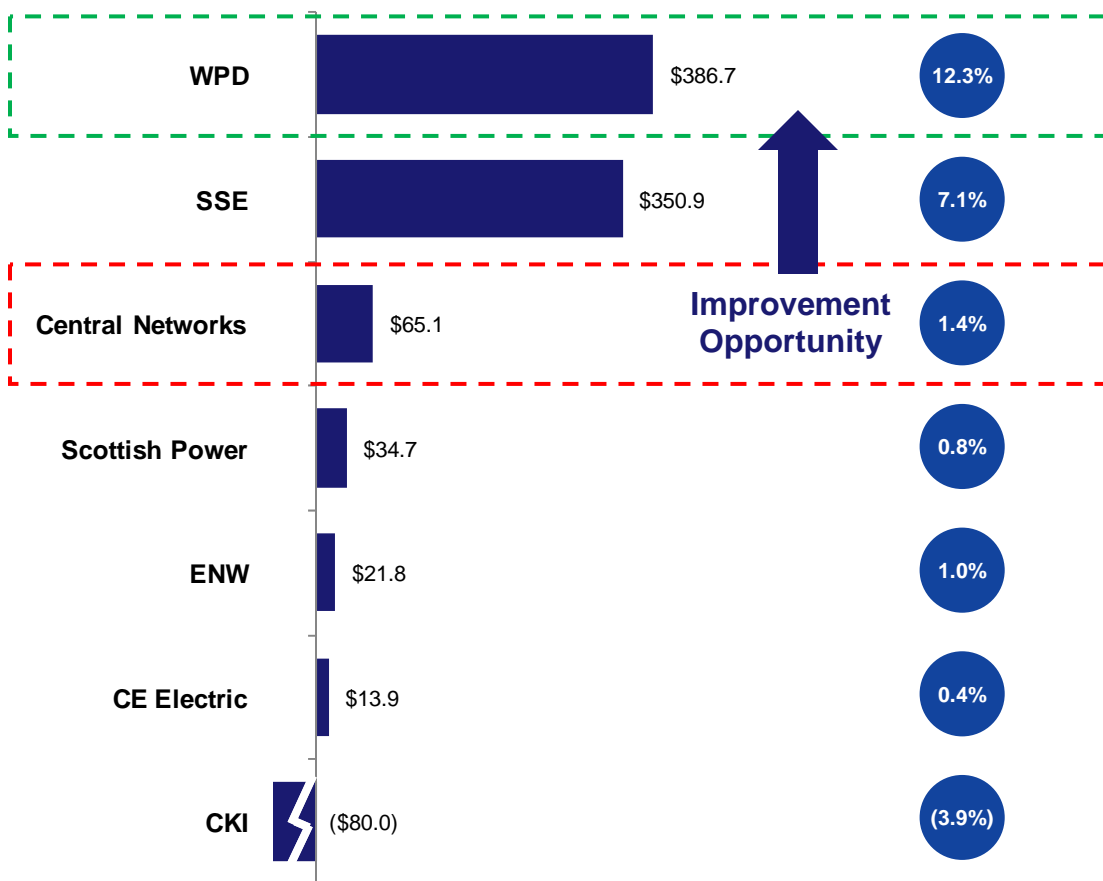 WPD
$386.7
12.3%
SSE
$350.9
7.1%
Central Networks
$65.1
Improvement
Opportunity
1.4%
Scottish Power
$34.7
0.8%
ENW
$21.8
1.0%
CE Electric
$13.9
0.4%
CKI
($80.0)
(3.9%)